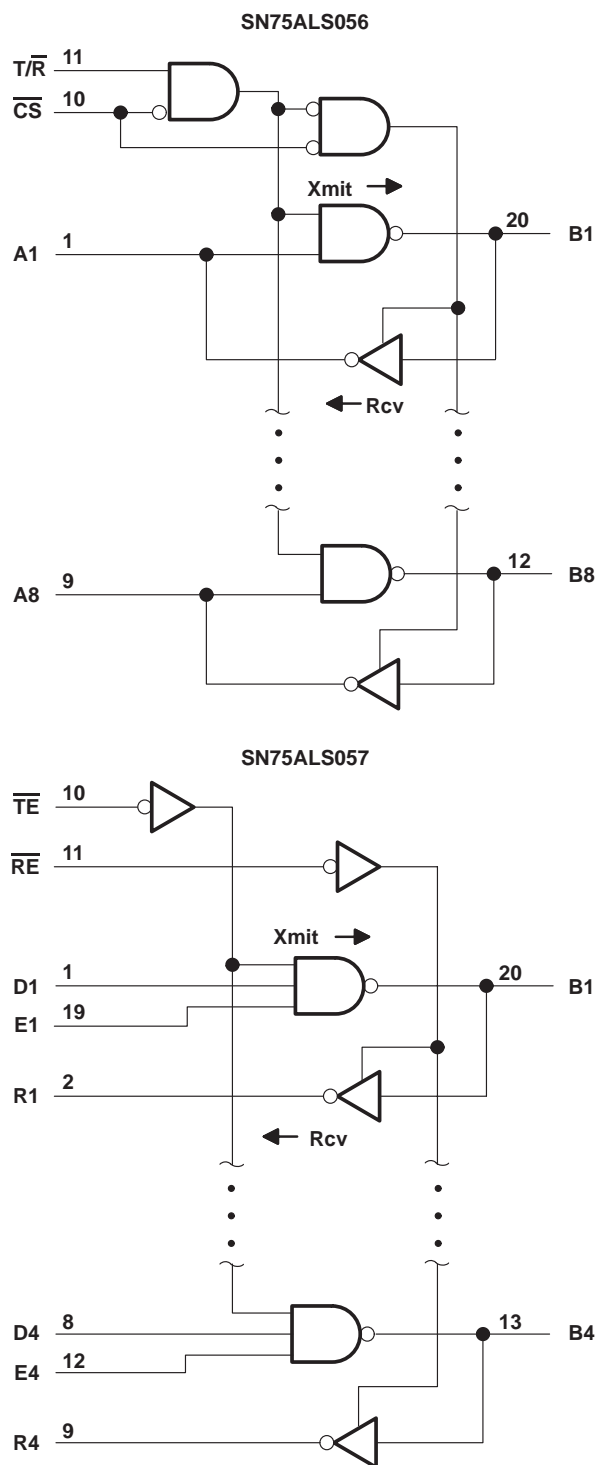 SN75ALS056
T/R̅ 11
C̅S̅ 10
Xmit
A1 1 20 B1
Rcv
A8 9 12 B8
SN75ALS057
T̅E̅ 10
R̅E̅ 11
Xmit
D1 1 20 B1
E1 19
R1 2
Rcv
D4 8 13 B4
E4 12
R4 9